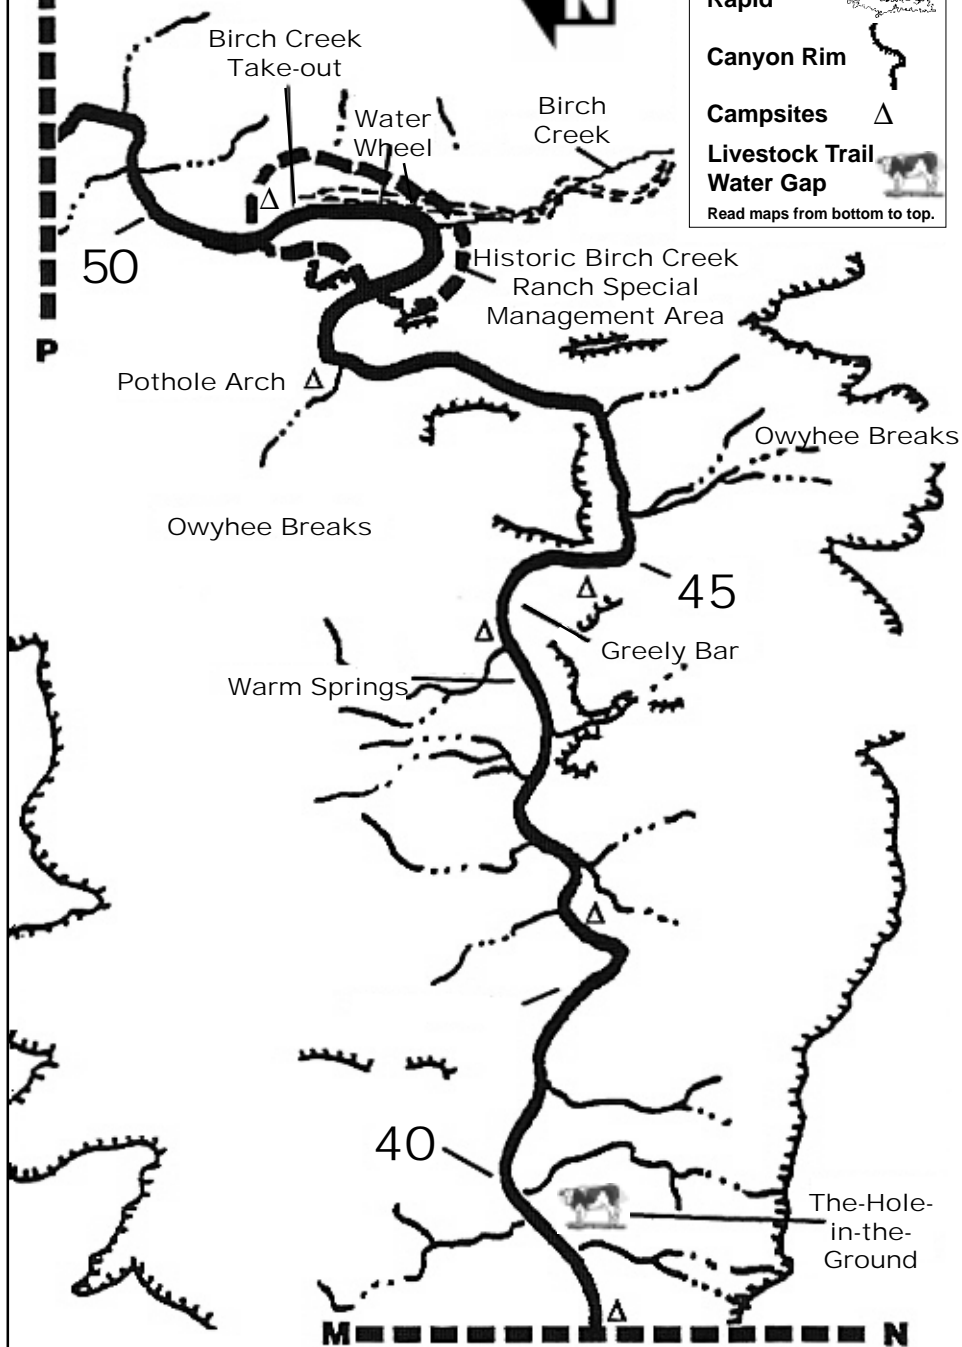 N
Rapid
Canyon Rim
Campsites
Livestock Trail
Water Gap
Read maps from bottom to top.
Birch Creek
Take-out
Water
Wheel
Birch
Creek
50
Historic Birch Creek
Ranch Special
Management Area
P
Pothole Arch
Owyhee Breaks
Owyhee Breaks
45
Greely Bar
Warm Springs
40
The-Hole-
in-the-
Ground
M
N